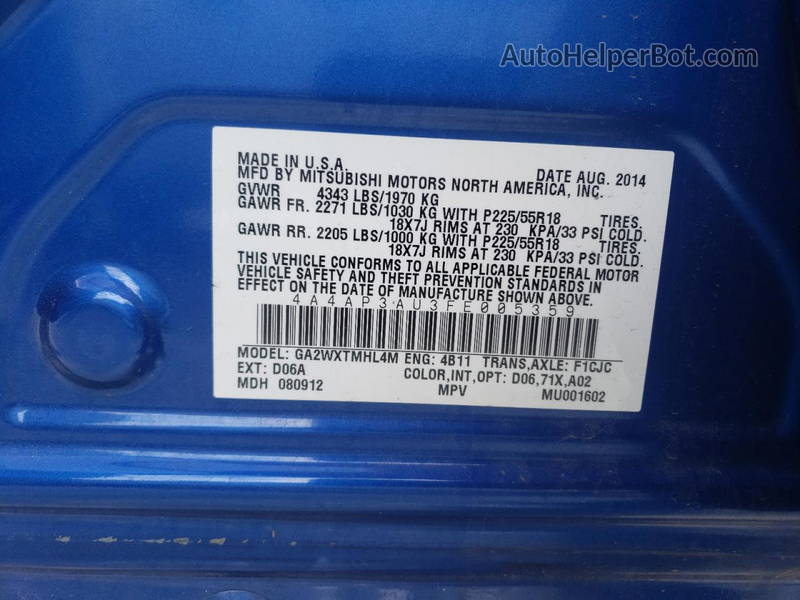 AutoHelperBot.com
MADE IN U.S.A. DATE AUG. 2014
MFD BY MITSUBISHI MOTORS NORTH AMERICA, INC.
GVWR 4343 LBS/1970 KG
GAWR FR. 2271 LBS/1030 KG WITH P225/55R18 TIRES.
18X7J RIMS AT 230 KPA/33 PSI COLD.
GAWR RR. 2205 LBS/1000 KG WITH P225/55R18 TIRES.
18X7J RIMS AT 230 KPA/33 PSI COLD.
THIS VEHICLE CONFORMS TO ALL APPLICABLE FEDERAL MOTOR
VEHICLE SAFETY AND THEFT PREVENTION STANDARDS IN
EFFECT ON THE DATE OF MANUFACTURE SHOWN ABOVE.
4A4AP3AU3FE005359
MODEL: GA2WXTMHL4M ENG: 4B11 TRANS,AXLE: F1CJC
EXT: D06A COLOR,INT,OPT: D06,71X,A02
MDH 080912 MPV MU001602